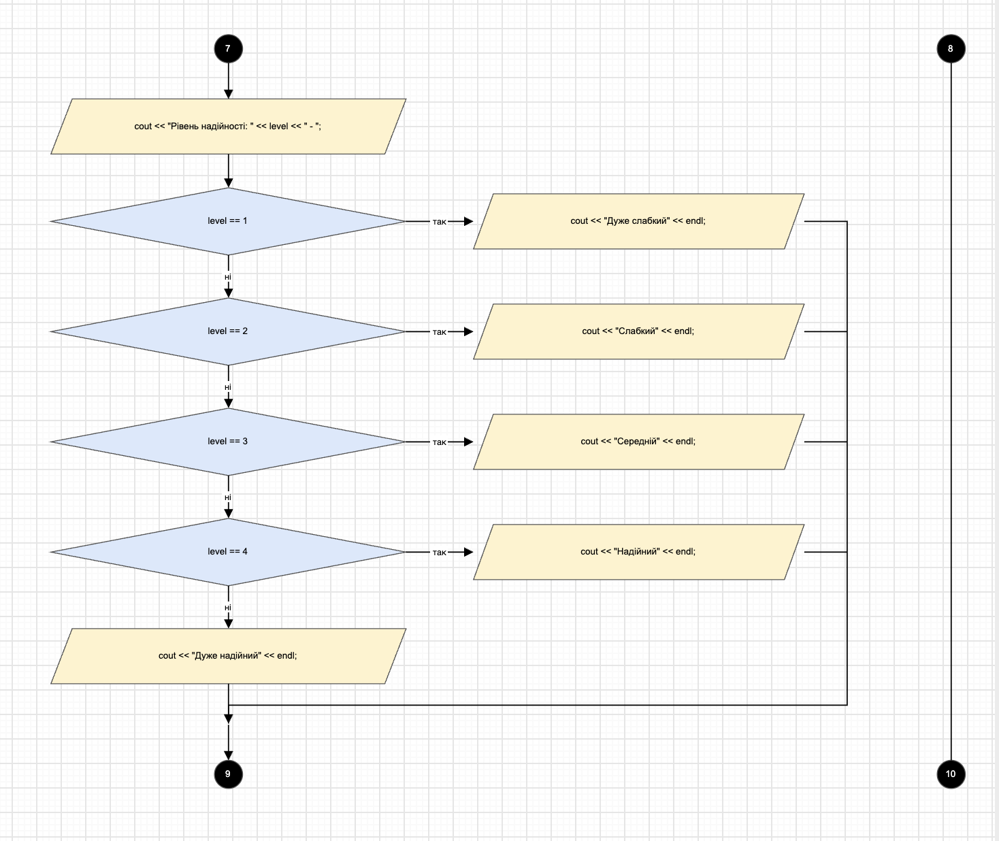 7
8
cout << "Рівень надійності: " << level << " - ";
level == 1
так
cout << "Дуже слабкий" << endl;
ні
level == 2
так
cout << "Слабкий" << endl;
ні
level == 3
так
cout << "Середній" << endl;
ні
level == 4
так
cout << "Надійний" << endl;
ні
cout << "Дуже надійний" << endl;
9
10